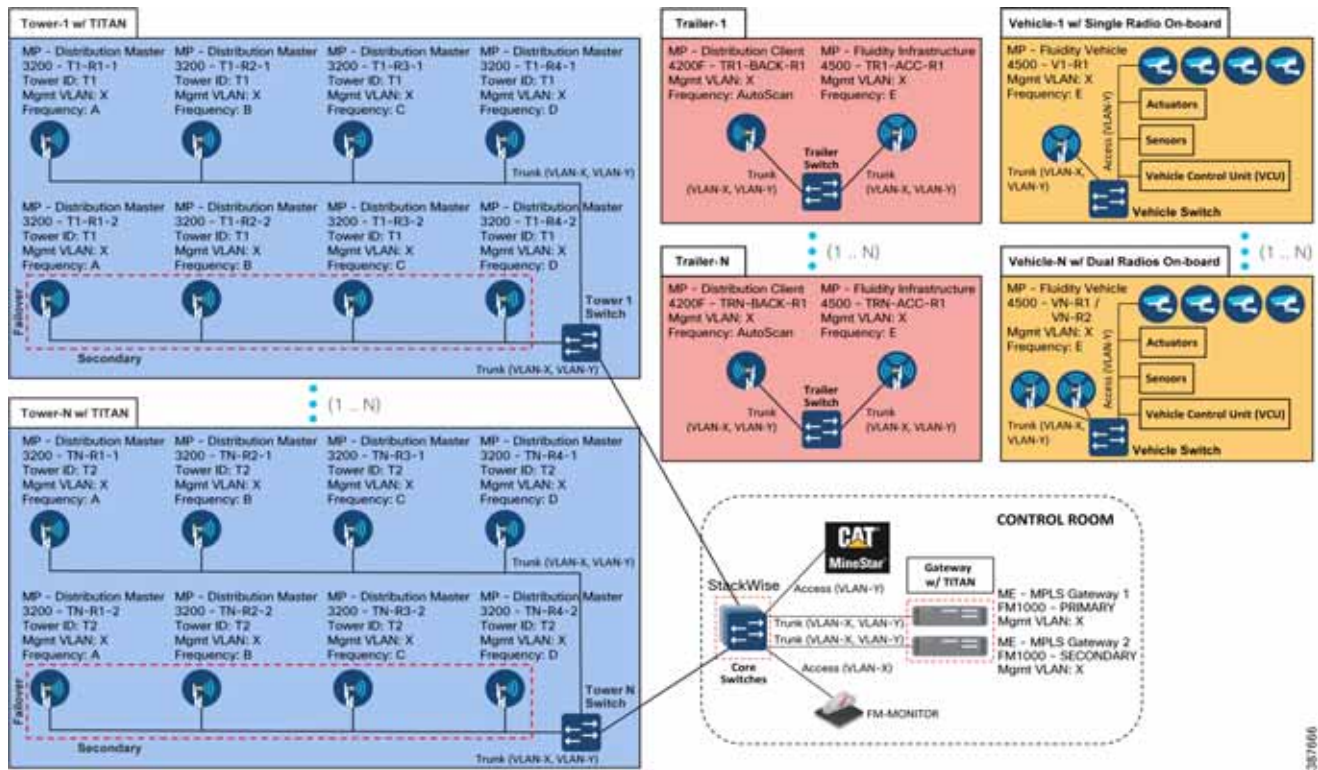 Tower-1 w/ TITAN
MP - Distribution Master
3200 - T1-R1-1
Tower ID: T1
Mgmt VLAN: X
Frequency: A
MP - Distribution Master
3200 - T1-R2-1
Tower ID: T1
Mgmt VLAN: X
Frequency: B
MP - Distribution Master
3200 - T1-R3-1
Tower ID: T1
Mgmt VLAN: X
Frequency: C
MP - Distribution Master
3200 - T1-R4-1
Tower ID: T1
Mgmt VLAN: X
Frequency: D
Trunk (VLAN-X, VLAN-Y)
MP - Distribution Master
3200 - T1-R1-2
Tower ID: T1
Mgmt VLAN: X
Frequency: A
MP - Distribution Master
3200 - T1-R2-2
Tower ID: T1
Mgmt VLAN: X
Frequency: B
MP - Distribution Master
3200 - T1-R3-2
Tower ID: T1
Mgmt VLAN: X
Frequency: C
MP - Distribution Master
3200 - T1-R4-2
Tower ID: T1
Mgmt VLAN: X
Frequency: D
Failover
Secondary
Tower 1
Switch
Trunk (VLAN-X, VLAN-Y)
(1 .. N)
Tower-N w/ TITAN
MP - Distribution Master
3200 - TN-R1-1
Tower ID: T2
Mgmt VLAN: X
Frequency: A
MP - Distribution Master
3200 - TN-R2-1
Tower ID: T2
Mgmt VLAN: X
Frequency: B
MP - Distribution Master
3200 - TN-R3-1
Tower ID: T2
Mgmt VLAN: X
Frequency: C
MP - Distribution Master
3200 - TN-R4-1
Tower ID: T2
Mgmt VLAN: X
Frequency: D
Trunk (VLAN-X, VLAN-Y)
MP - Distribution Master
3200 - TN-R1-2
Tower ID: T2
Mgmt VLAN: X
Frequency: A
MP - Distribution Master
3200 - TN-R2-2
Tower ID: T2
Mgmt VLAN: X
Frequency: B
MP - Distribution Master
3200 - TN-R3-2
Tower ID: T2
Mgmt VLAN: X
Frequency: C
MP - Distribution Master
3200 - TN-R4-2
Tower ID: T2
Mgmt VLAN: X
Frequency: D
Failover
Secondary
Tower N
Switch
Trunk (VLAN-X, VLAN-Y)
Trailer-1
MP - Distribution Client
4200F - TR1-BACK-R1
Mgmt VLAN: X
Frequency: AutoScan
MP - Fluidity Infrastructure
4500 - TR1-ACC-R1
Mgmt VLAN: X
Frequency: E
Trailer
Switch
Trunk
(VLAN-X, VLAN-Y)
Trunk
(VLAN-X, VLAN-Y)
(1 .. N)
Trailer-N
MP - Distribution Client
4200F - TRN-BACK-R1
Mgmt VLAN: X
Frequency: AutoScan
MP - Fluidity Infrastructure
4500 - TRN-ACC-R1
Mgmt VLAN: X
Frequency: E
Trailer
Switch
Trunk
(VLAN-X, VLAN-Y)
Trunk
(VLAN-X, VLAN-Y)
Vehicle-1 w/ Single Radio On-board
MP - Fluidity Vehicle
4500 - V1-R1
Mgmt VLAN: X
Frequency: E
Access (VLAN-Y)
Actuators
Sensors
Vehicle Control Unit (VCU)
Trunk (VLAN-X,
VLAN-Y)
Vehicle Switch
(1 .. N)
Vehicle-N w/ Dual Radios On-board
MP - Fluidity Vehicle
4500 - VN-R1 /
VN-R2
Mgmt VLAN: X
Frequency: E
Access (VLAN-Y)
Actuators
Sensors
Vehicle Control Unit (VCU)
Trunk (VLAN-X,
VLAN-Y)
Vehicle Switch
CONTROL ROOM
CAT
MineStar
StackWise
Access (VLAN-Y)
Gateway
w/ TITAN
Trunk (VLAN-X, VLAN-Y)
Trunk (VLAN-X, VLAN-Y)
ME - MPLS Gateway 1
FM1000 - PRIMARY
Mgmt VLAN: X
ME - MPLS Gateway 2
FM1000 - SECONDARY
Mgmt VLAN: X
Core
Switches
Access (VLAN-X)
FM-MONITOR
387666